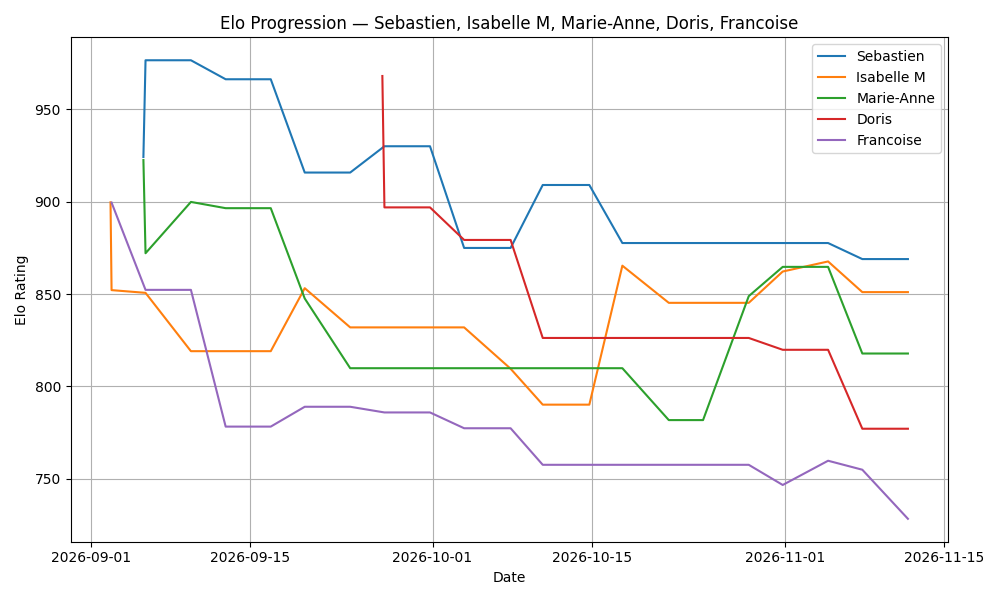 Elo Progression — Sebastien, Isabelle M, Marie-Anne, Doris, Francoise
Sebastien
Isabelle M
Marie-Anne
Doris
Francoise
Elo Rating
950
900
850
800
750
2026-09-01
2026-09-15
2026-10-01
2026-10-15
2026-11-01
2026-11-15
Date